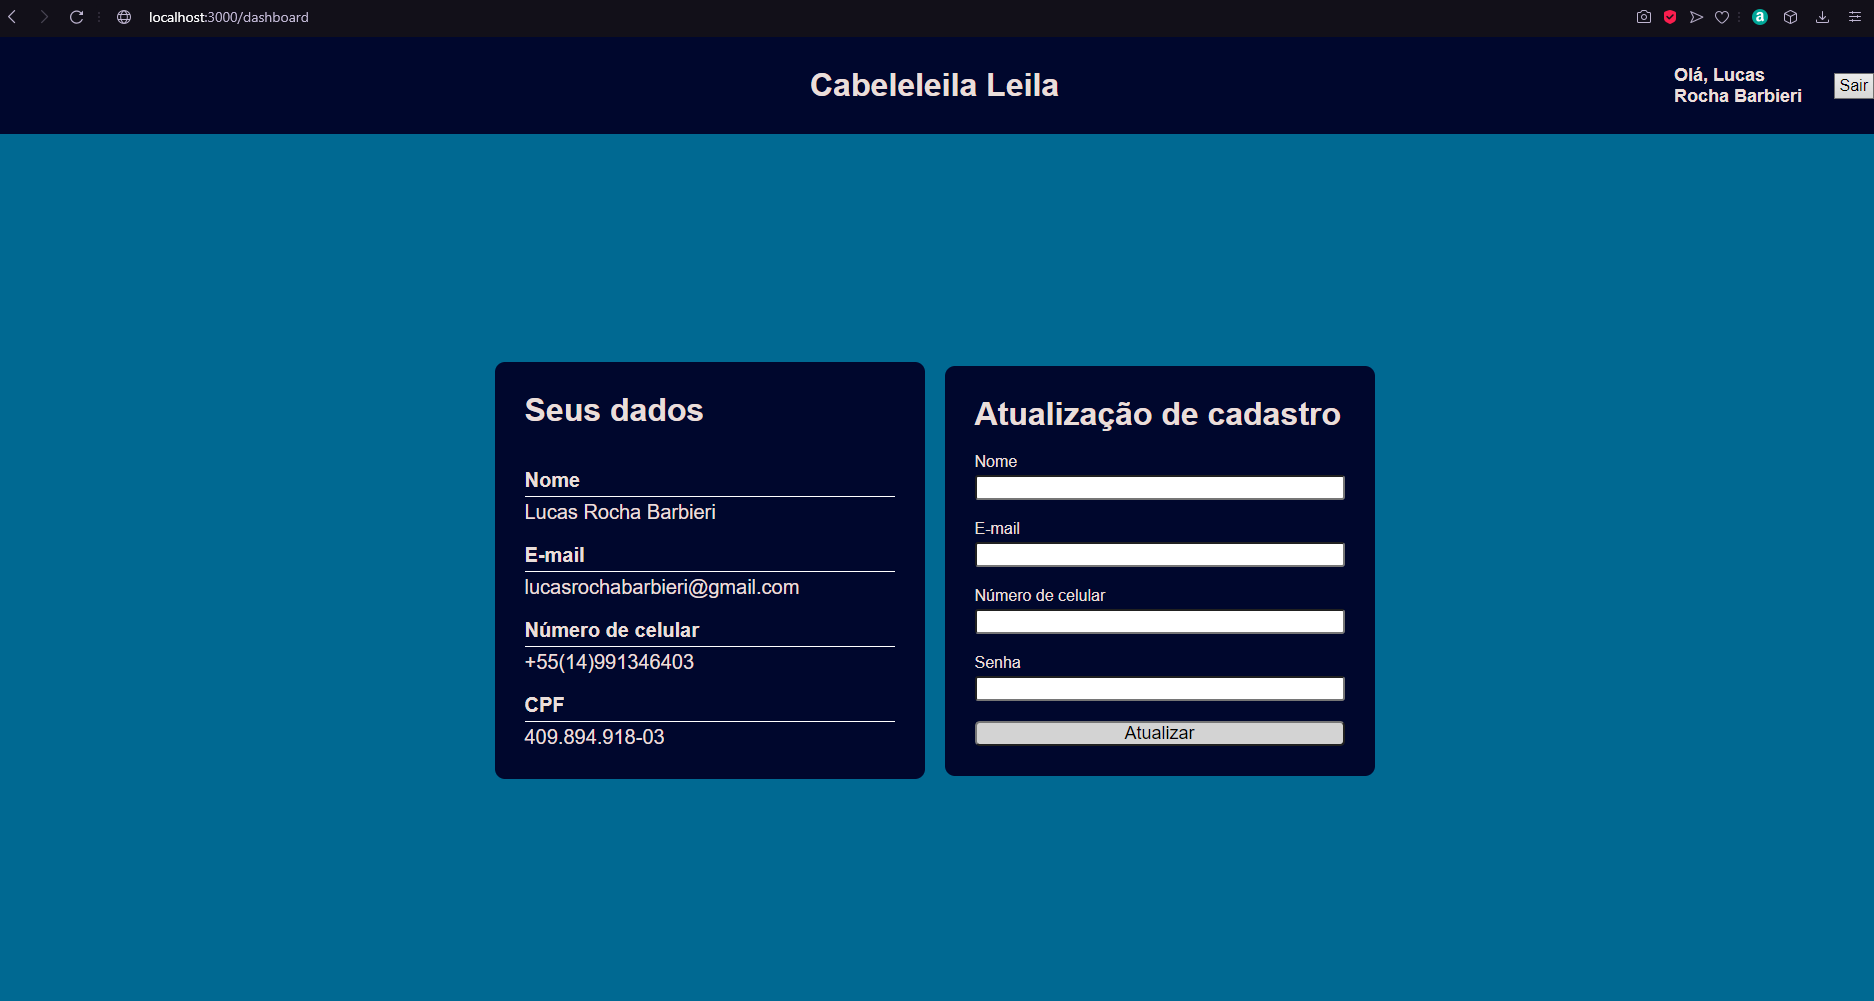 localhost:3000/dashboard
Cabeleleila Leila
Olá, Lucas
Rocha Barbieri
Sair
Seus dados
Nome
Lucas Rocha Barbieri
E-mail
lucasrochabarbieri@gmail.com
Número de celular
+55(14)991346403
CPF
409.894.918-03
Atualização de cadastro
Nome
E-mail
Número de celular
Senha
Atualizar